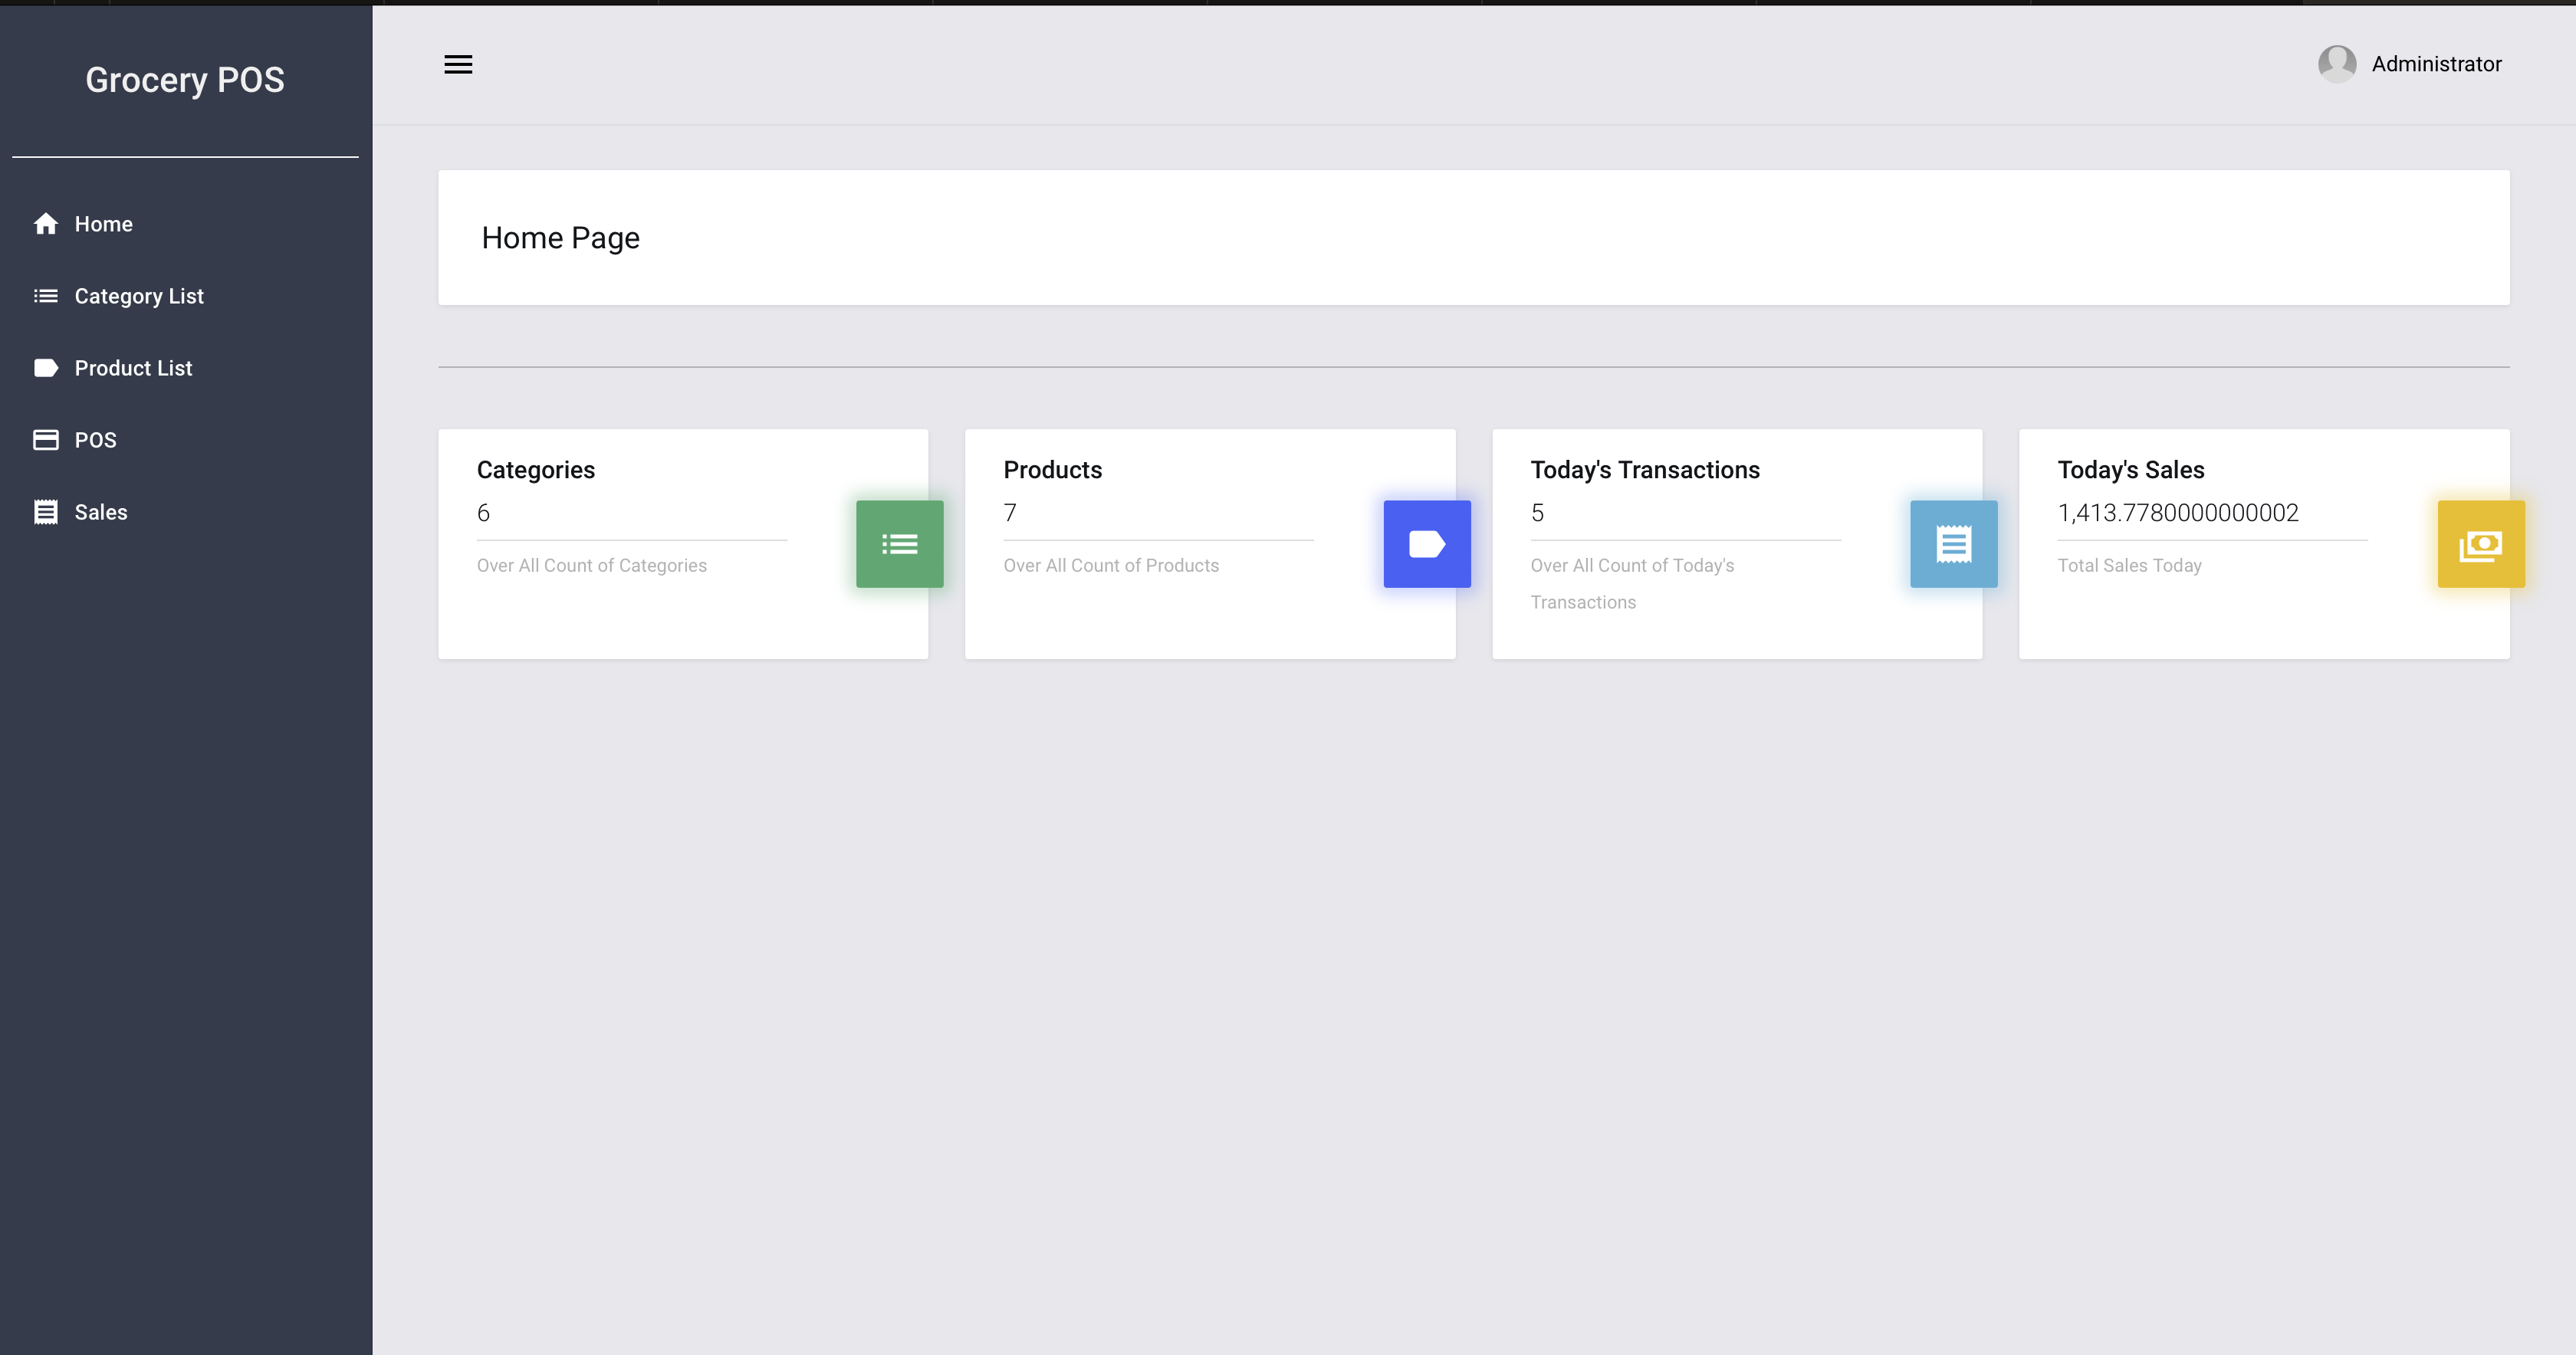 Grocery POS
Administrator
Home
Category List
Product List
POS
Sales
Home Page
Categories
6
Over All Count of Categories
Products
7
Over All Count of Products
Today's Transactions
5
Over All Count of Today's
Transactions
Today's Sales
1,413.7780000000002
Total Sales Today